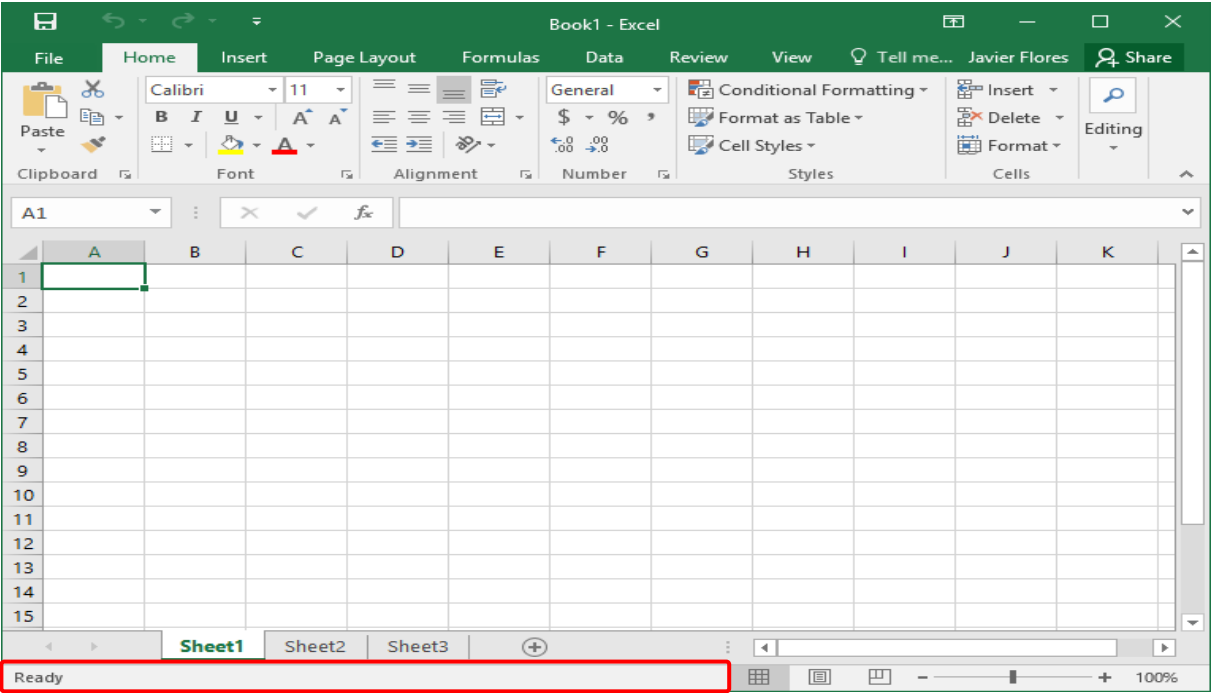 Book1 - Excel
File Home Insert Page Layout Formulas Data Review View Tell me... Javier Flores Share
Paste
Calibri 11
B I U A A
A
General
$ % ,
.0 .00
.00 .0
Conditional Formatting
Format as Table
Cell Styles
Insert
Delete
Format
Editing
Clipboard Font Alignment Number Styles Cells
A1 fx
A B C D E F G H I J K
1
2
3
4
5
6
7
8
9
10
11
12
13
14
15
Sheet1 Sheet2 Sheet3
Ready 100%